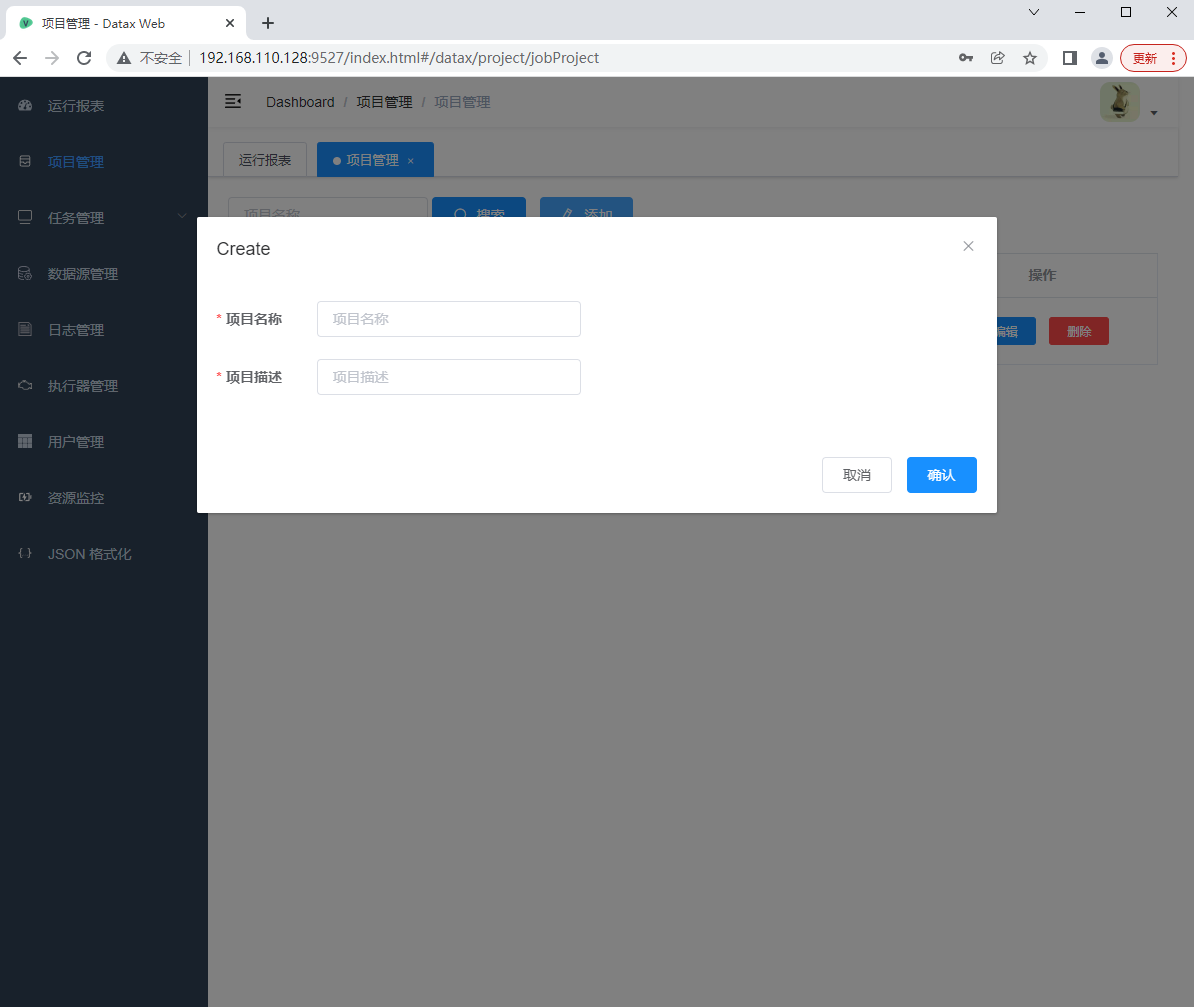 项目管理 - Datax Web
不安全 192.168.110.128:9527/index.html#/datax/project/jobProject 更新
运行报表
项目管理
任务管理
数据源管理
日志管理
执行器管理
用户管理
资源监控
JSON 格式化
Dashboard / 项目管理 / 项目管理
运行报表 项目管理 ×
项目名称 搜索 添加
操作
编辑 删除
Create
* 项目名称 项目名称
* 项目描述 项目描述
取消 确认